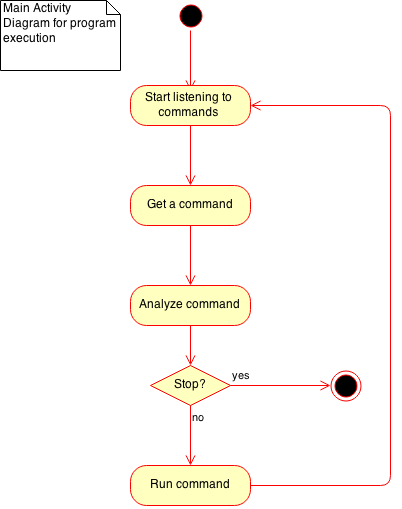 Main Activity
Diagram for program
execution
Start listening to
commands
Get a command
Analyze command
Stop?
yes
no
Run command